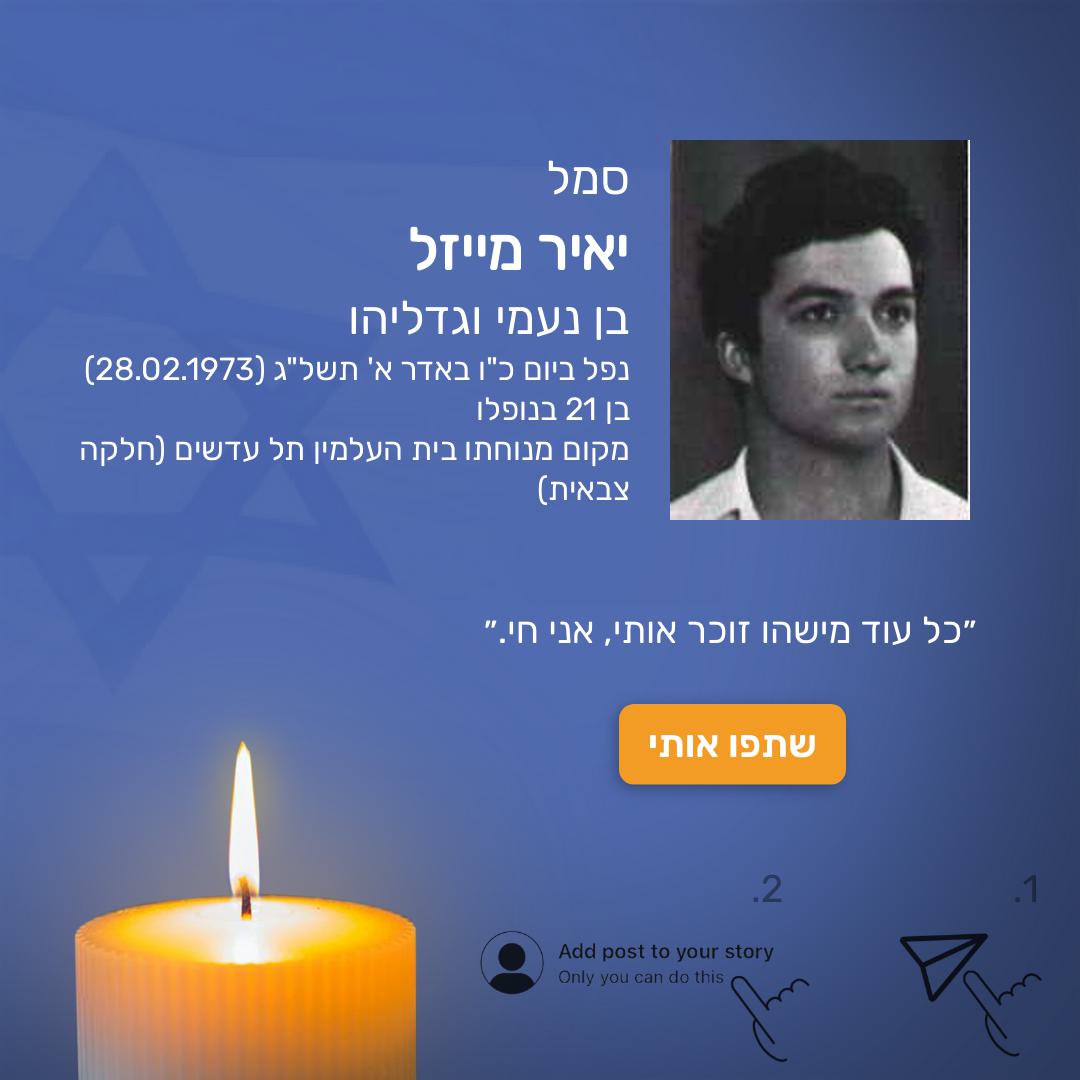 סמל
יאיר מייזל
בן נעמי וגדליהו
נפל ביום כ"ו באדר א' תשל"ג (28.02.1973)
בן 21 בנופלו
מקום מנוחתו בית העלמין תל עדשים (חלקה
צבאית)
״כל עוד מישהו זוכר אותי, אני חי.״
שתפו אותי
.1
.2
Add post to your story
Only you can do this